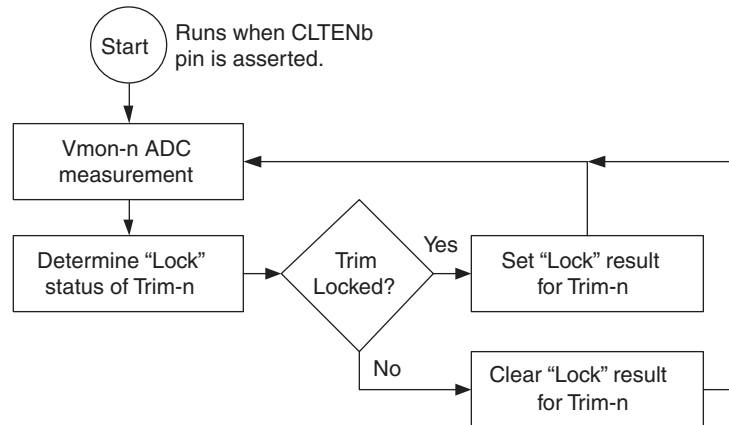 Start
Runs when CLTENb
pin is asserted.
Vmon-n ADC
measurement
Determine “Lock”
status of Trim-n
Trim
Locked?
Yes
Set “Lock” result
for Trim-n
No
Clear “Lock” result
for Trim-n